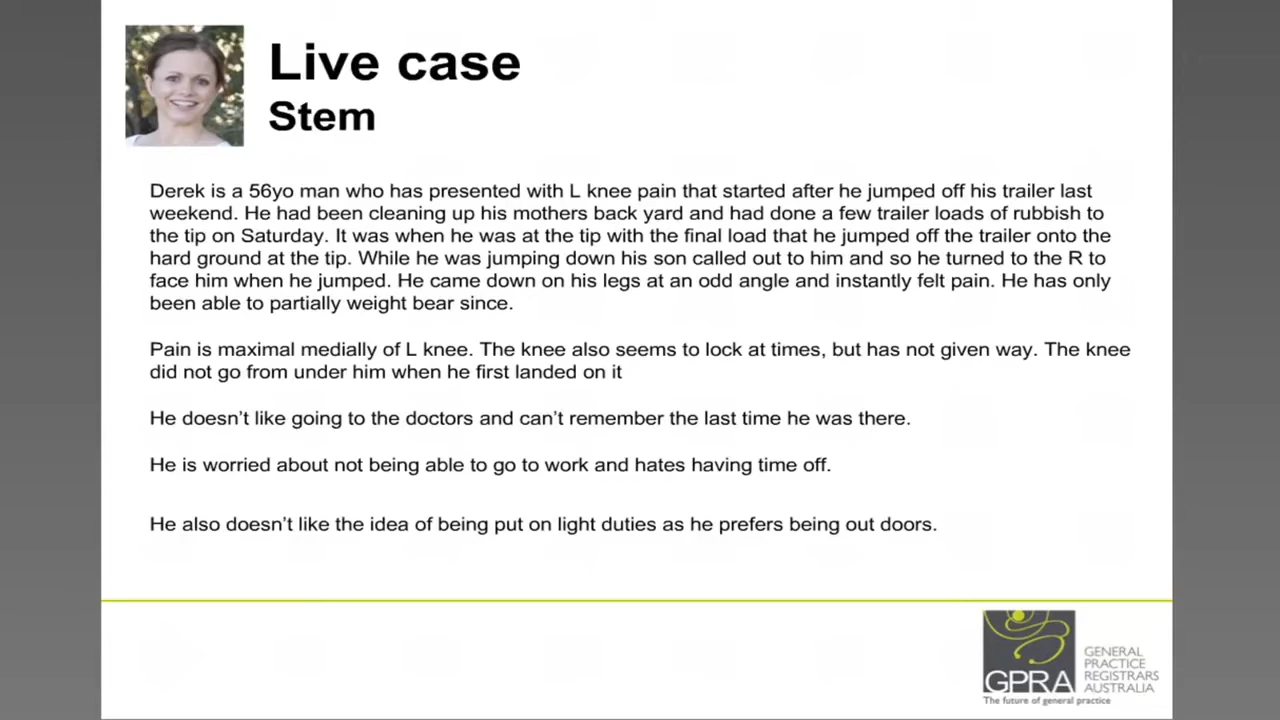 Live case
Stem
Derek is a 56yo man who has presented with L knee pain that started after he jumped off his trailer last
weekend. He had been cleaning up his mothers back yard and had done a few trailer loads of rubbish to
the tip on Saturday. It was when he was at the tip with the final load that he jumped off the trailer onto the
hard ground at the tip. While he was jumping down his son called out to him and so he turned to the R to
face him when he jumped. He came down on his legs at an odd angle and instantly felt pain. He has only
been able to partially weight bear since.
Pain is maximal medially of L knee. The knee also seems to lock at times, but has not given way. The knee
did not go from under him when he first landed on it
He doesn’t like going to the doctors and can’t remember the last time he was there.
He is worried about not being able to go to work and hates having time off.
He also doesn’t like the idea of being put on light duties as he prefers being out doors.
GPRA
GENERAL
PRACTICE
REGISTRARS
AUSTRALIA
The future of general practice